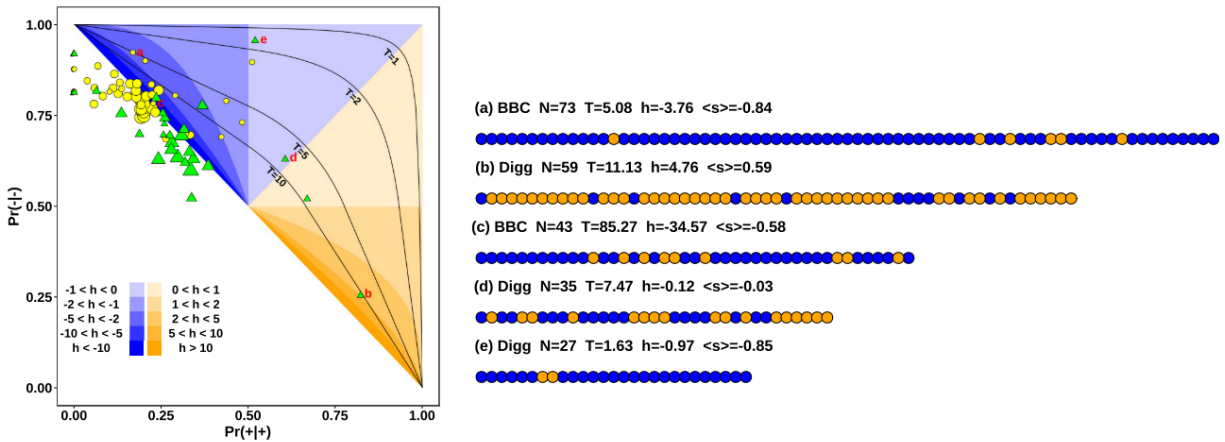 1.00
0.75
0.50
0.25
0.00
Pr(-|-)
a
e
T=1
T=2
c
d
T=5
T=10
b
-1 < h < 0 0 < h < 1
-2 < h < -1 1 < h < 2
-5 < h < -2 2 < h < 5
-10 < h < -5 5 < h < 10
h < -10 h > 10
0.00 0.25 0.50 0.75 1.00
Pr(+|+)
(a) BBC N=73 T=5.08 h=-3.76 <s>=-0.84
(b) Digg N=59 T=11.13 h=4.76 <s>=0.59
(c) BBC N=43 T=85.27 h=-34.57 <s>=-0.58
(d) Digg N=35 T=7.47 h=-0.12 <s>=-0.03
(e) Digg N=27 T=1.63 h=-0.97 <s>=-0.85